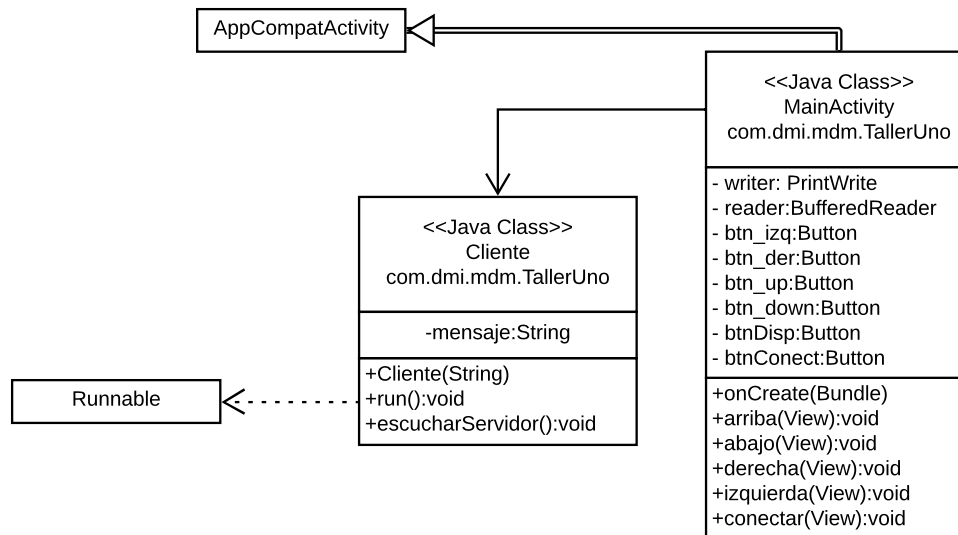 AppCompatActivity
<<Java Class>>
MainActivity
com.dmi.mdm.TallerUno
- writer: PrintWrite
- reader:BufferedReader
- btn_izq:Button
- btn_der:Button
- btn_up:Button
- btn_down:Button
- btnDisp:Button
- btnConect:Button
+onCreate(Bundle)
+arriba(View):void
+abajo(View):void
+derecha(View):void
+izquierda(View):void
+conectar(View):void
<<Java Class>>
Cliente
com.dmi.mdm.TallerUno
-mensaje:String
+Cliente(String)
+run():void
+escucharServidor():void
Runnable